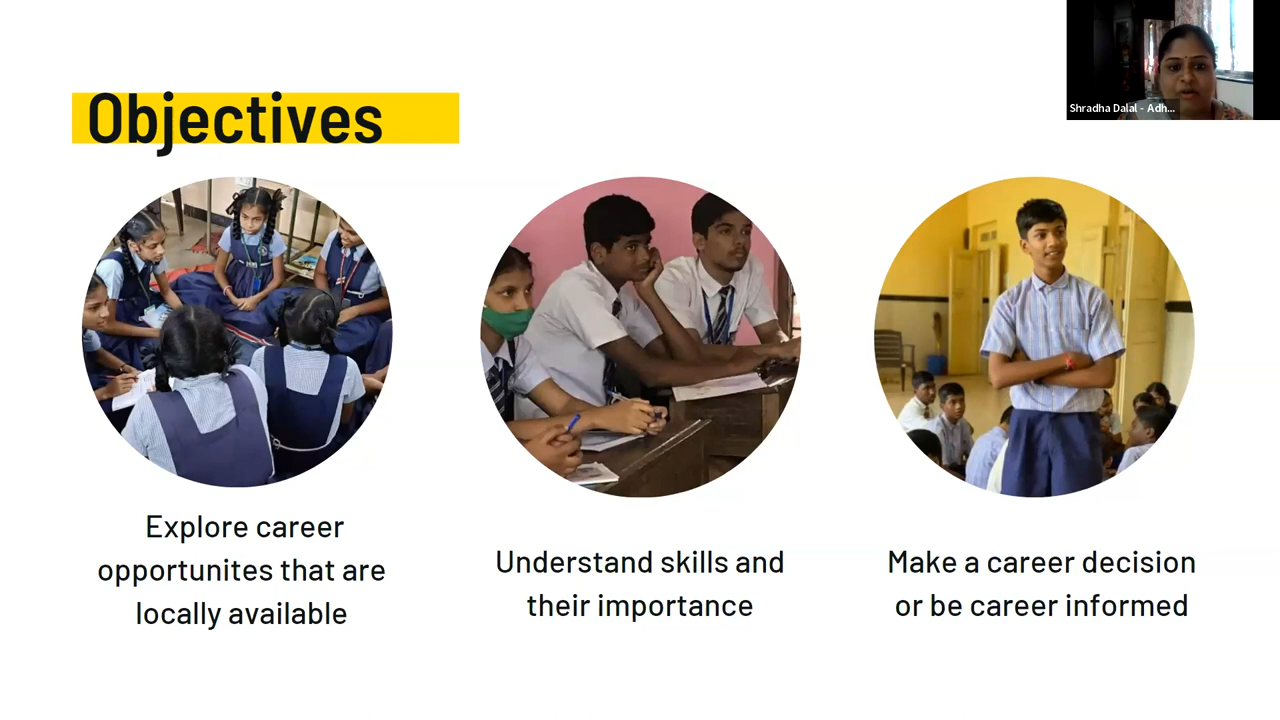 Objectives
Shradha Dalal - Adh...
Explore career
opportunites that are
locally available
Understand skills and
their importance
Make a career decision
or be career informed